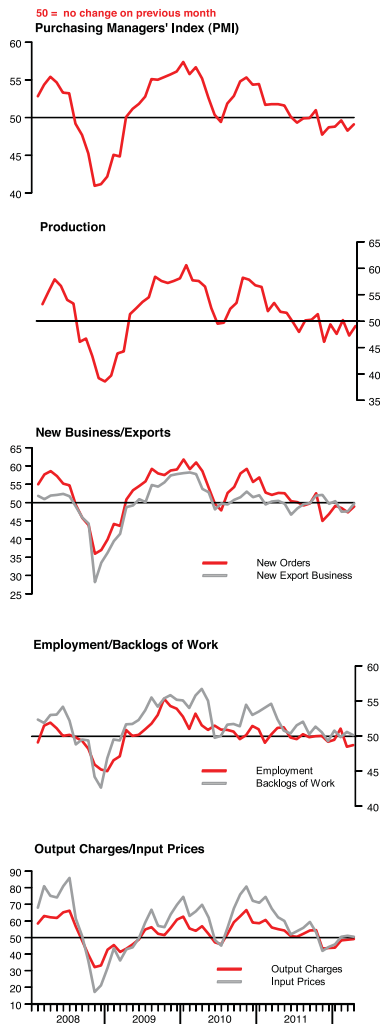 50 = no change on previous month
Purchasing Managers' Index (PMI)
60
55
50
45
40
Production
65
60
55
50
45
40
35
New Business/Exports
65
60
55
50
45
40
35
30
25
New Orders
New Export Business
Employment/Backlogs of Work
60
55
50
45
40
Employment
Backlogs of Work
Output Charges/Input Prices
90
80
70
60
50
40
30
20
10
Output Charges
Input Prices
2008 2009 2010 2011